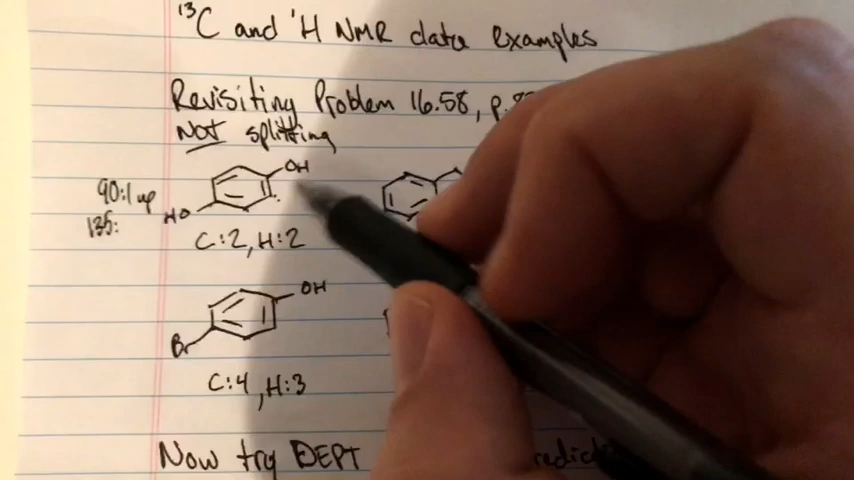 ¹³C and ¹H NMR data examples
Revisiting Problem 16.58, p.
NOT splitting
OH
90:1 up
135:
HO
C:2, H:2
OH
Br
C:4, H:3
Now try DEPT